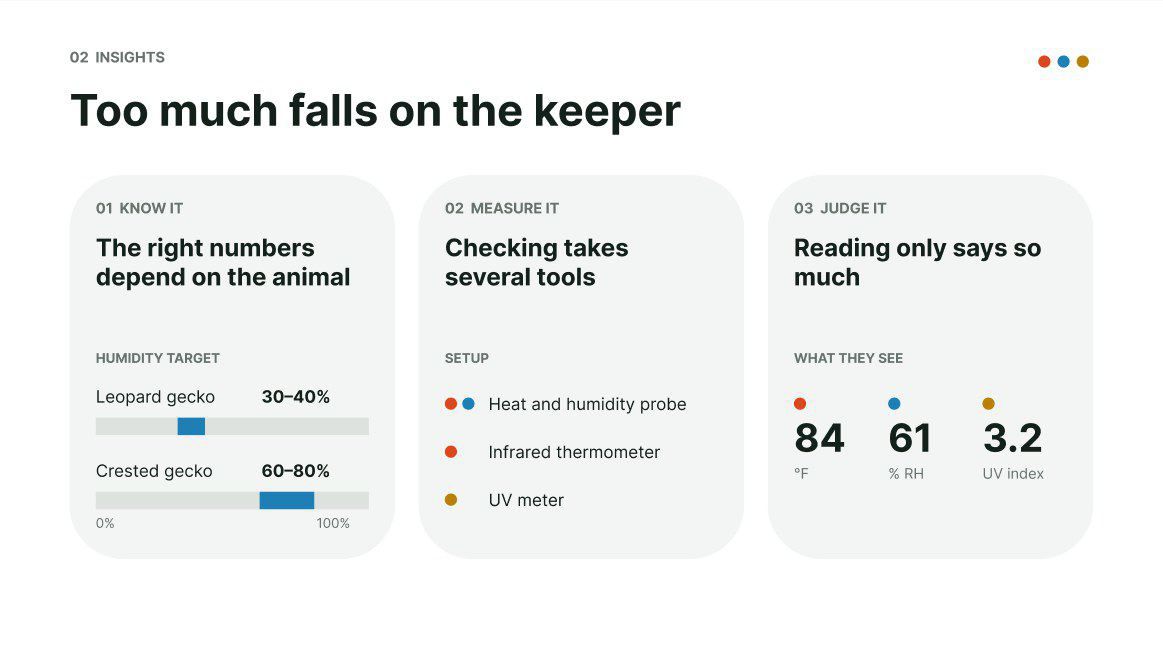 02 INSIGHTS
Too much falls on the keeper
01 KNOW IT
The right numbers
depend on the animal
HUMIDITY TARGET
Leopard gecko 30–40%
Crested gecko 60–80%
0% 100%
02 MEASURE IT
Checking takes
several tools
SETUP
Heat and humidity probe
Infrared thermometer
UV meter
03 JUDGE IT
Reading only says so
much
WHAT THEY SEE
84 61 3.2
°F % RH UV index